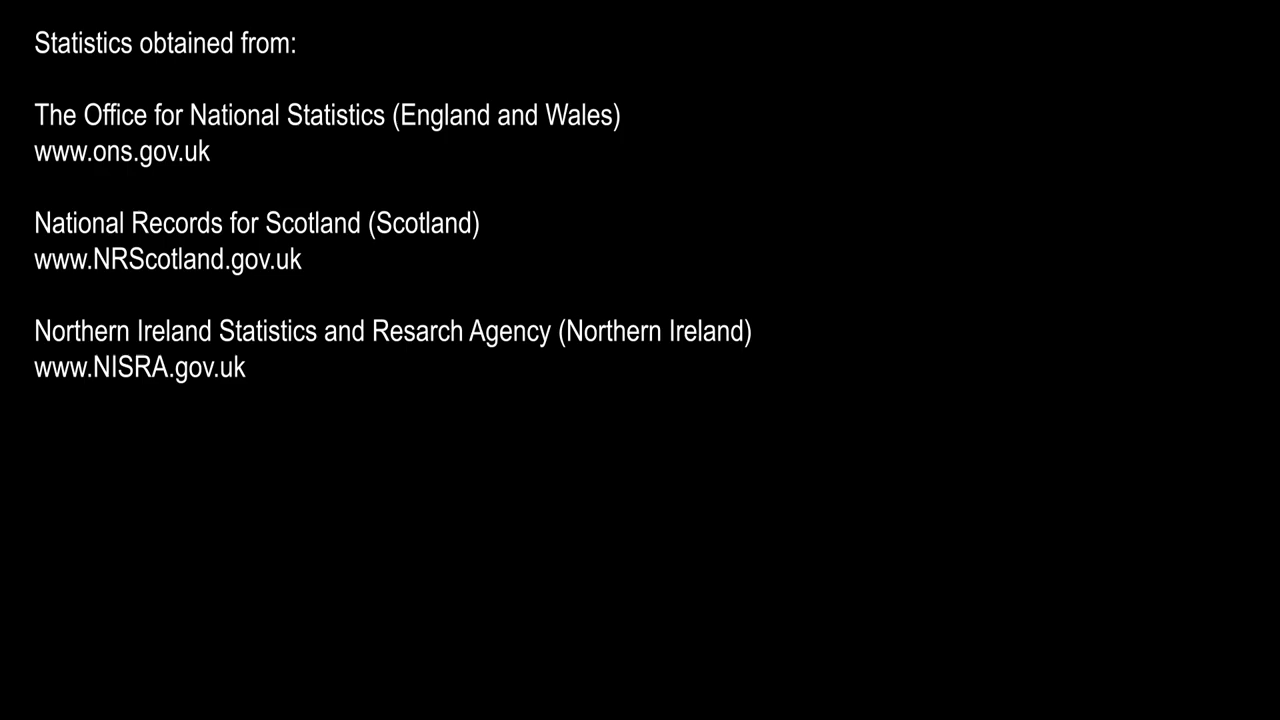 Statistics obtained from:
The Office for National Statistics (England and Wales)
www.ons.gov.uk
National Records for Scotland (Scotland)
www.NRScotland.gov.uk
Northern Ireland Statistics and Resarch Agency (Northern Ireland)
www.NISRA.gov.uk